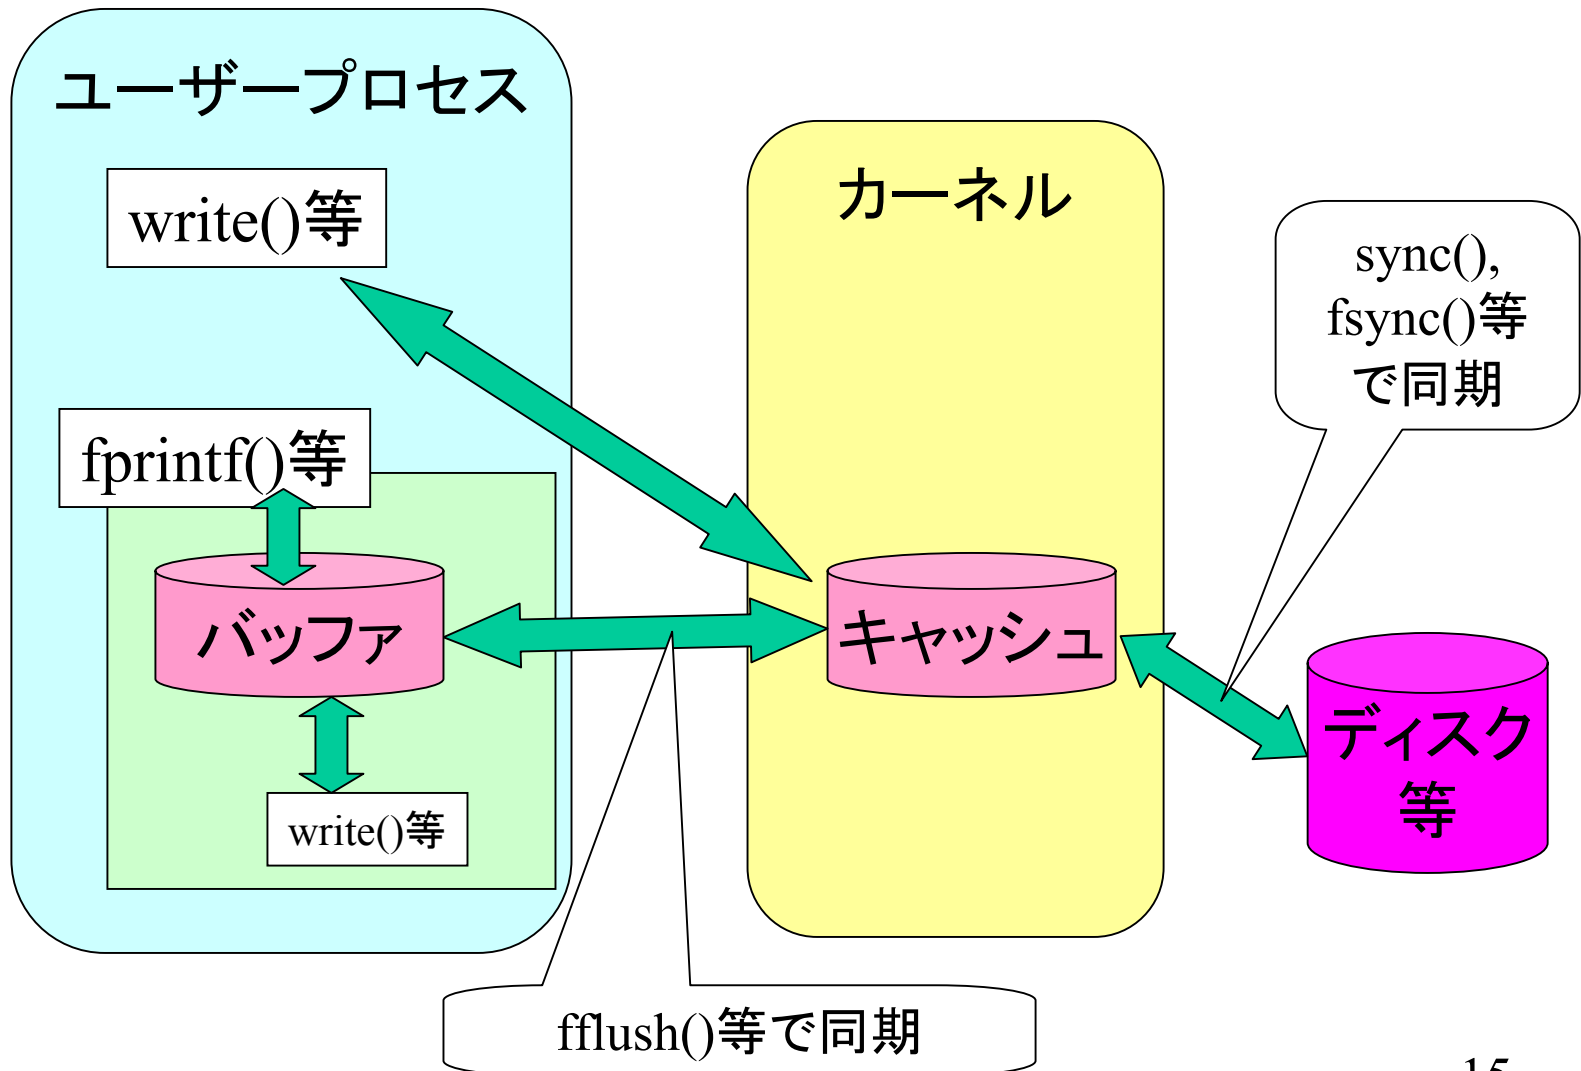 ユーザープロセス
write()等
fprintf()等
バッファ
write()等
カーネル
キャッシュ
sync(),
fsync()等
で同期
ディスク
等
fflush()等で同期
15